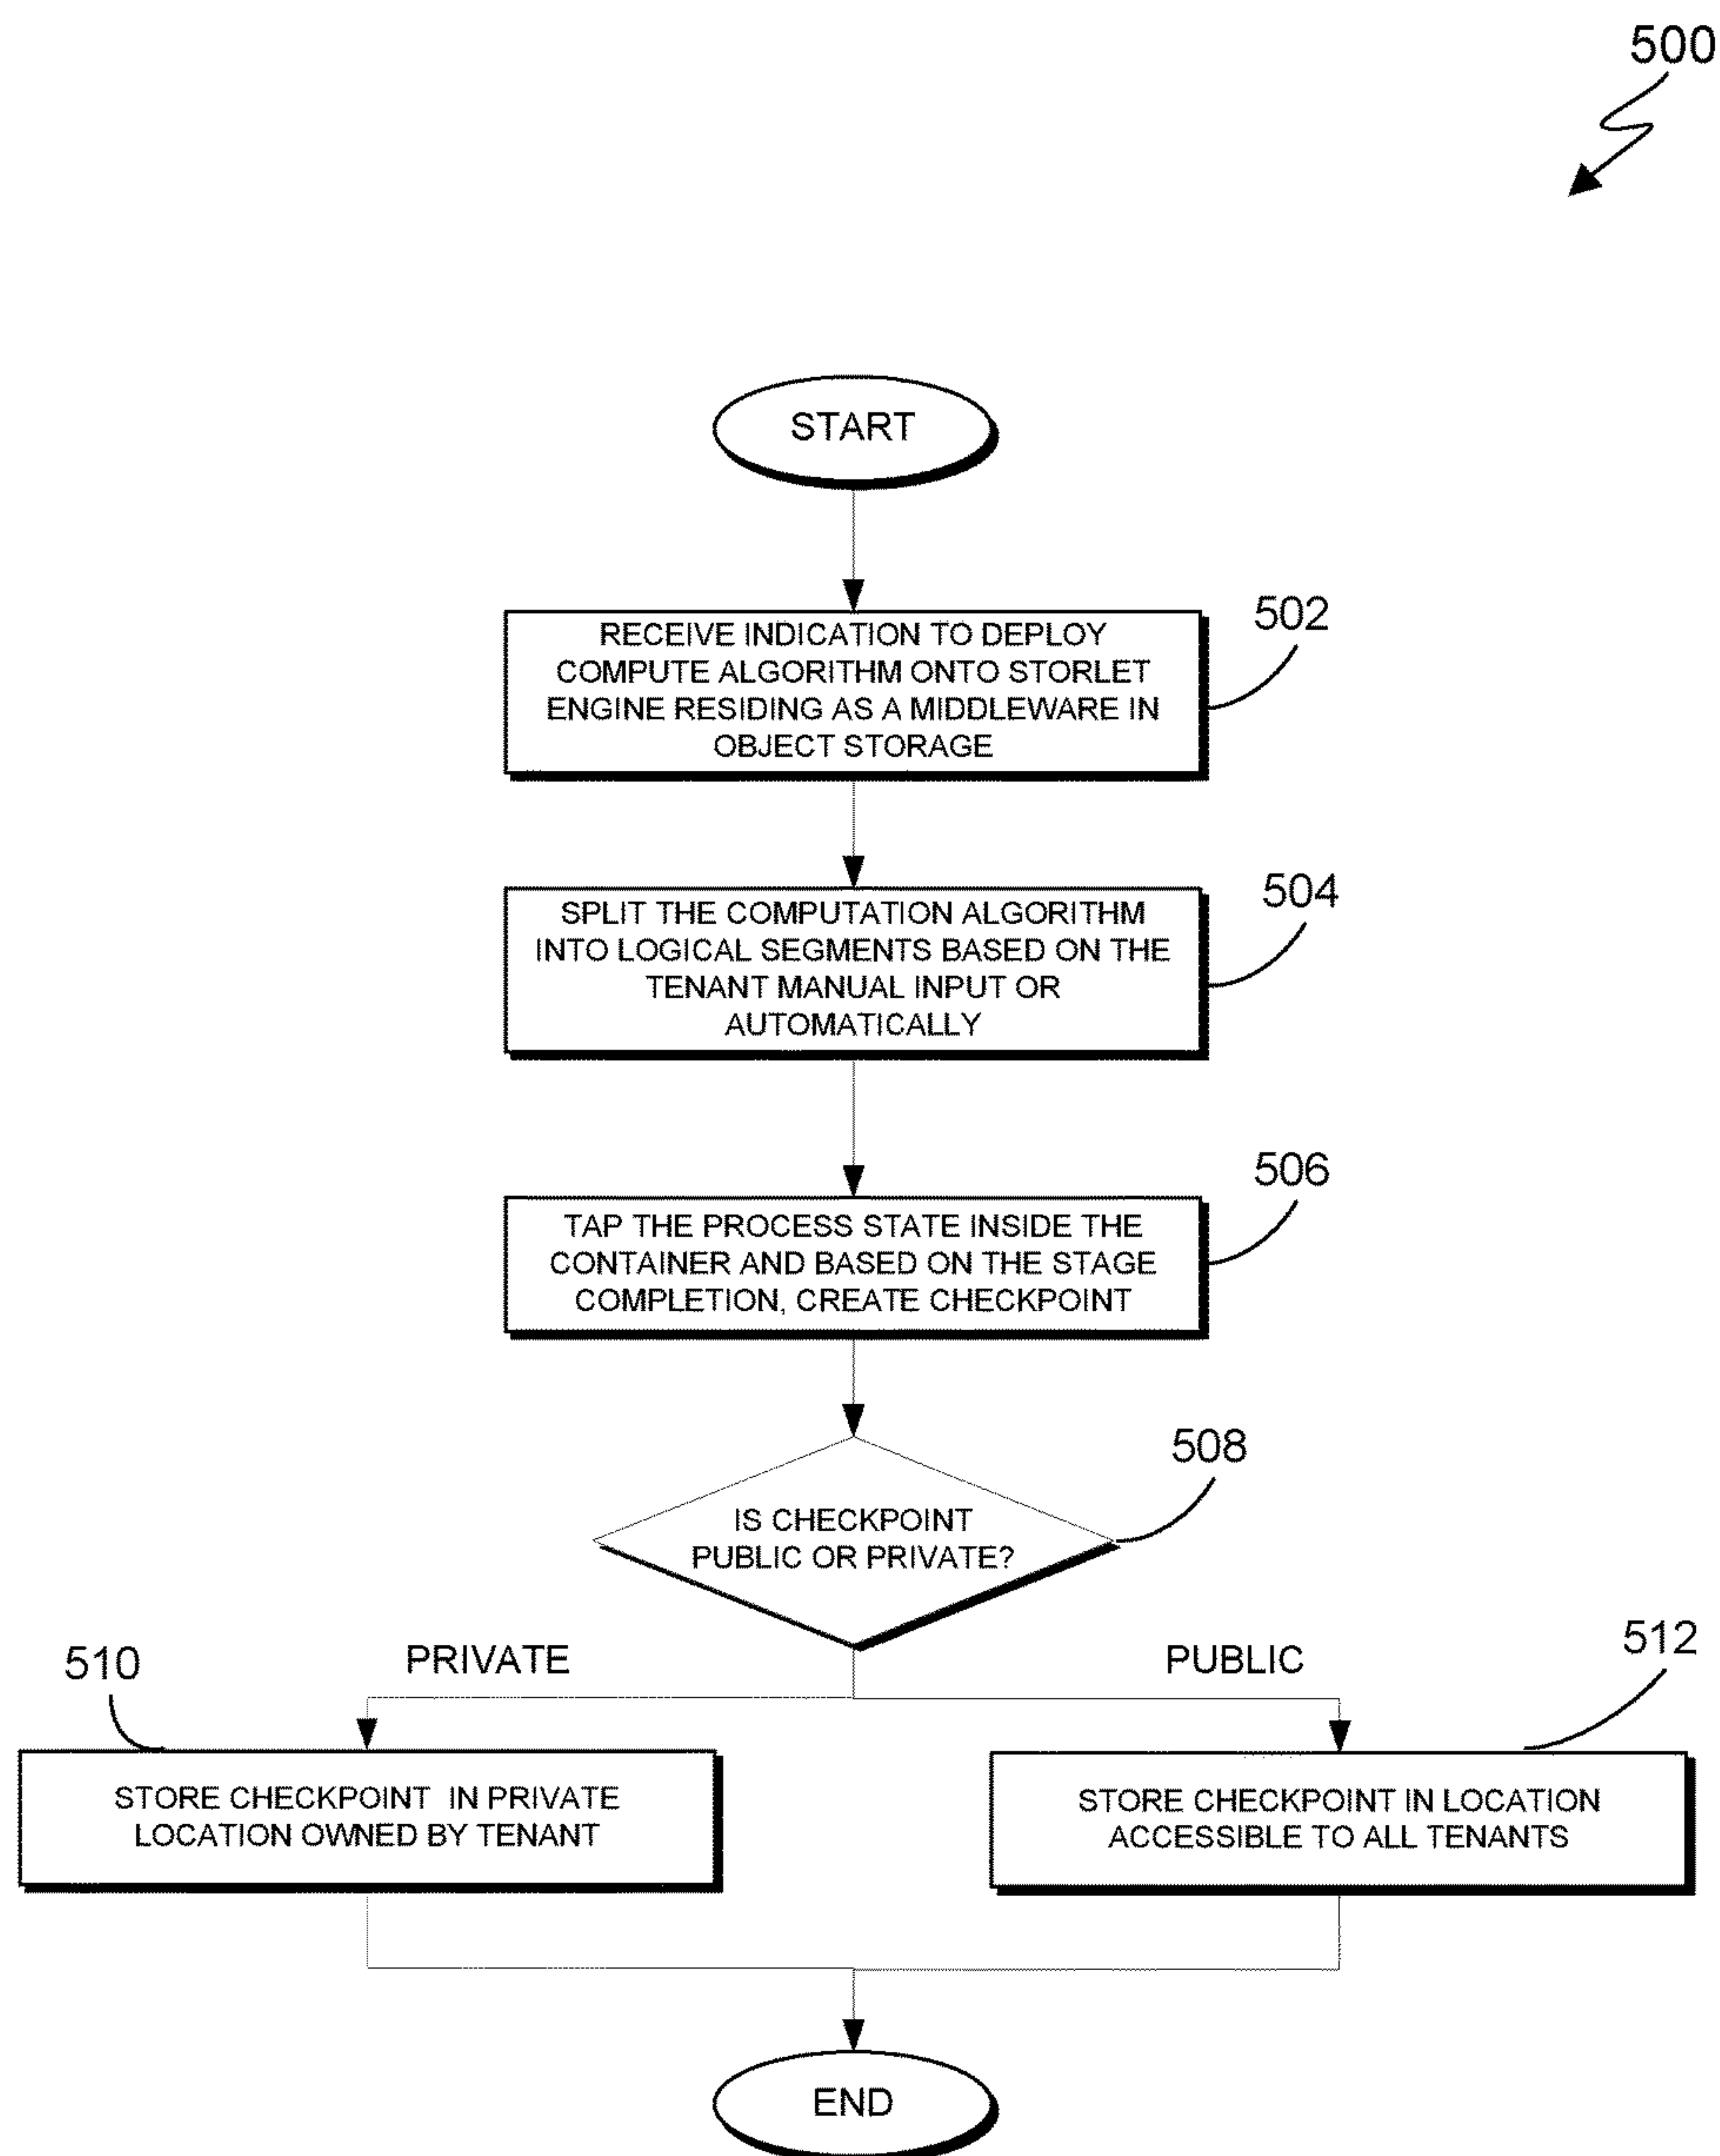 500
START
RECEIVE INDICATION TO DEPLOY
COMPUTE ALGORITHM ONTO STORLET
ENGINE RESIDING AS A MIDDLEWARE IN
OBJECT STORAGE
502
SPLIT THE COMPUTATION ALGORITHM
INTO LOGICAL SEGMENTS BASED ON THE
TENANT MANUAL INPUT OR
AUTOMATICALLY
504
TAP THE PROCESS STATE INSIDE THE
CONTAINER AND BASED ON THE STAGE
COMPLETION, CREATE CHECKPOINT
506
IS CHECKPOINT
PUBLIC OR PRIVATE?
508
PRIVATE
PUBLIC
510
STORE CHECKPOINT IN PRIVATE
LOCATION OWNED BY TENANT
512
STORE CHECKPOINT IN LOCATION
ACCESSIBLE TO ALL TENANTS
END